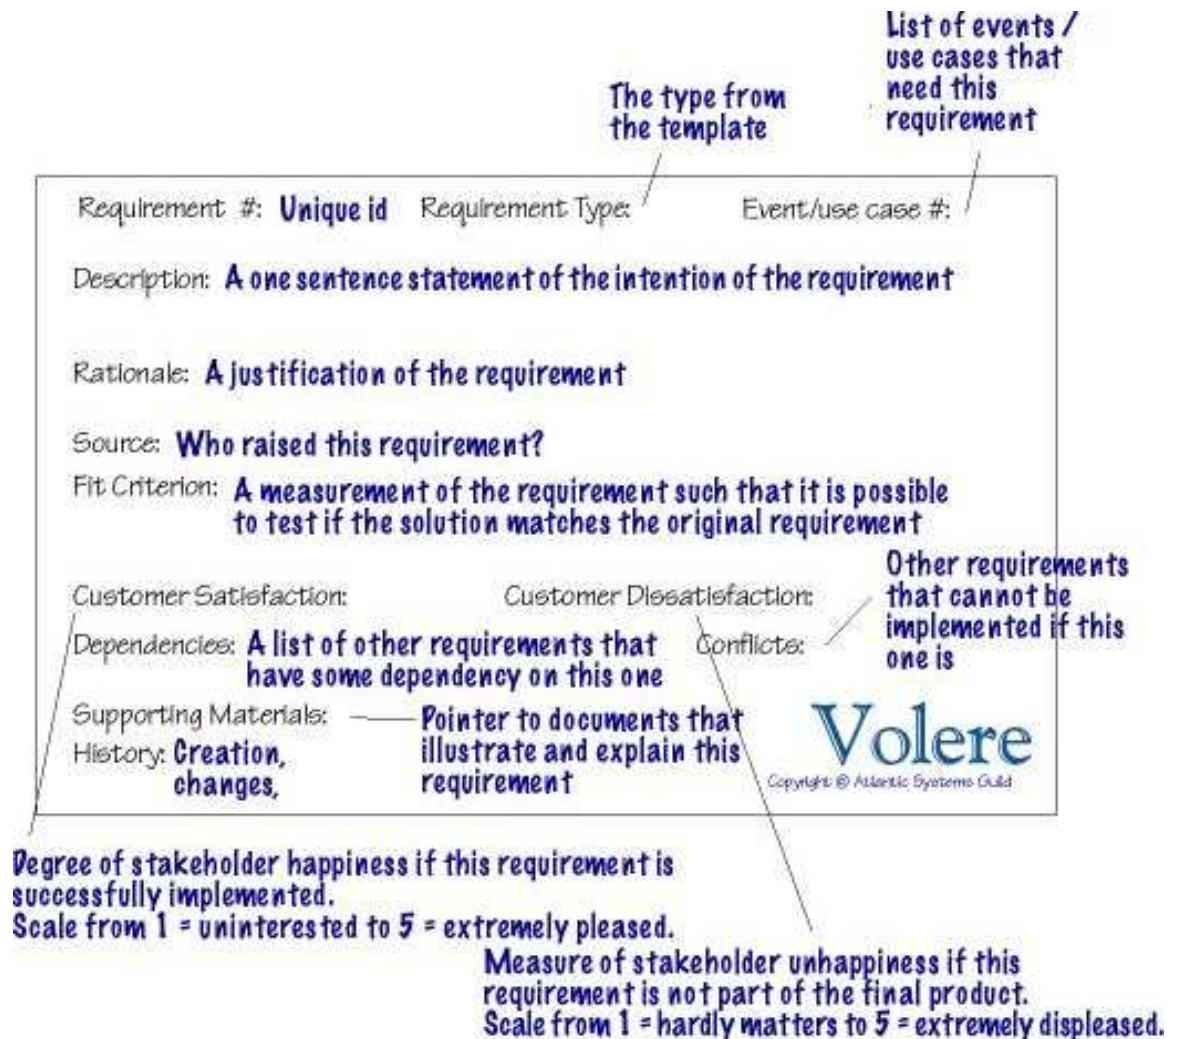 List of events /
use cases that
need this
requirement
The type from
the template
Requirement #: Unique id Requirement Type: Event/use case #:
Description: A one sentence statement of the intention of the requirement
Rationale: A justification of the requirement
Source: Who raised this requirement?
Fit Criterion: A measurement of the requirement such that it is possible
to test if the solution matches the original requirement
Other requirements
that cannot be
implemented if this
one is
Customer Satisfaction: Customer Dissatisfaction:
Dependencies: A list of other requirements that
have some dependency on this one
Conflicts:
Supporting Materials: Pointer to documents that
illustrate and explain this
requirement
History: Creation,
changes,
Volere
Copyright © Atlantic Systems Guild
Degree of stakeholder happiness if this requirement is
successfully implemented.
Scale from 1 = uninterested to 5 = extremely pleased.
Measure of stakeholder unhappiness if this
requirement is not part of the final product.
Scale from 1 = hardly matters to 5 = extremely displeased.